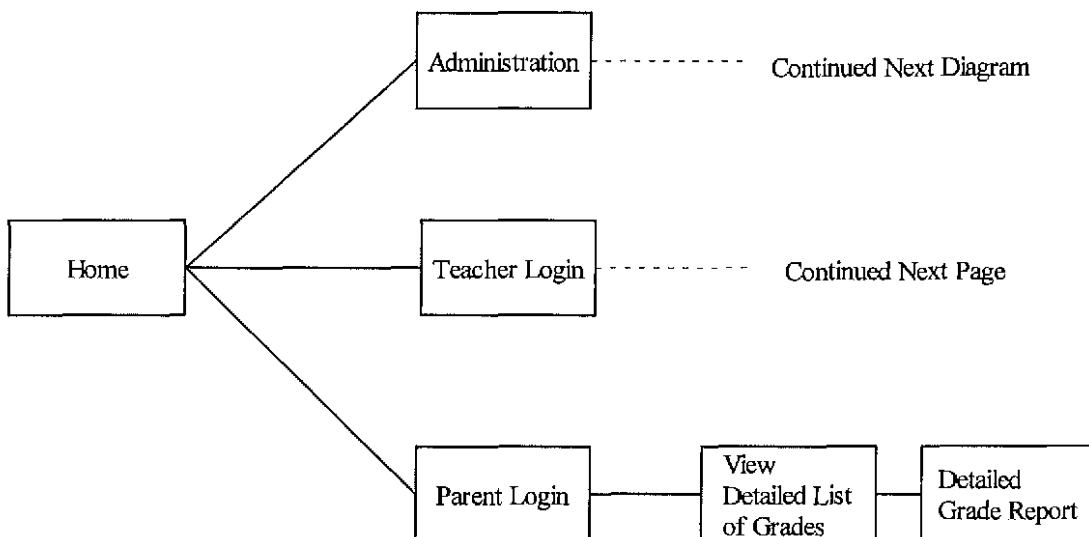 Administration
Continued Next Diagram
Home
Teacher Login
Continued Next Page
Parent Login
View
Detailed List
of Grades
Detailed
Grade Report